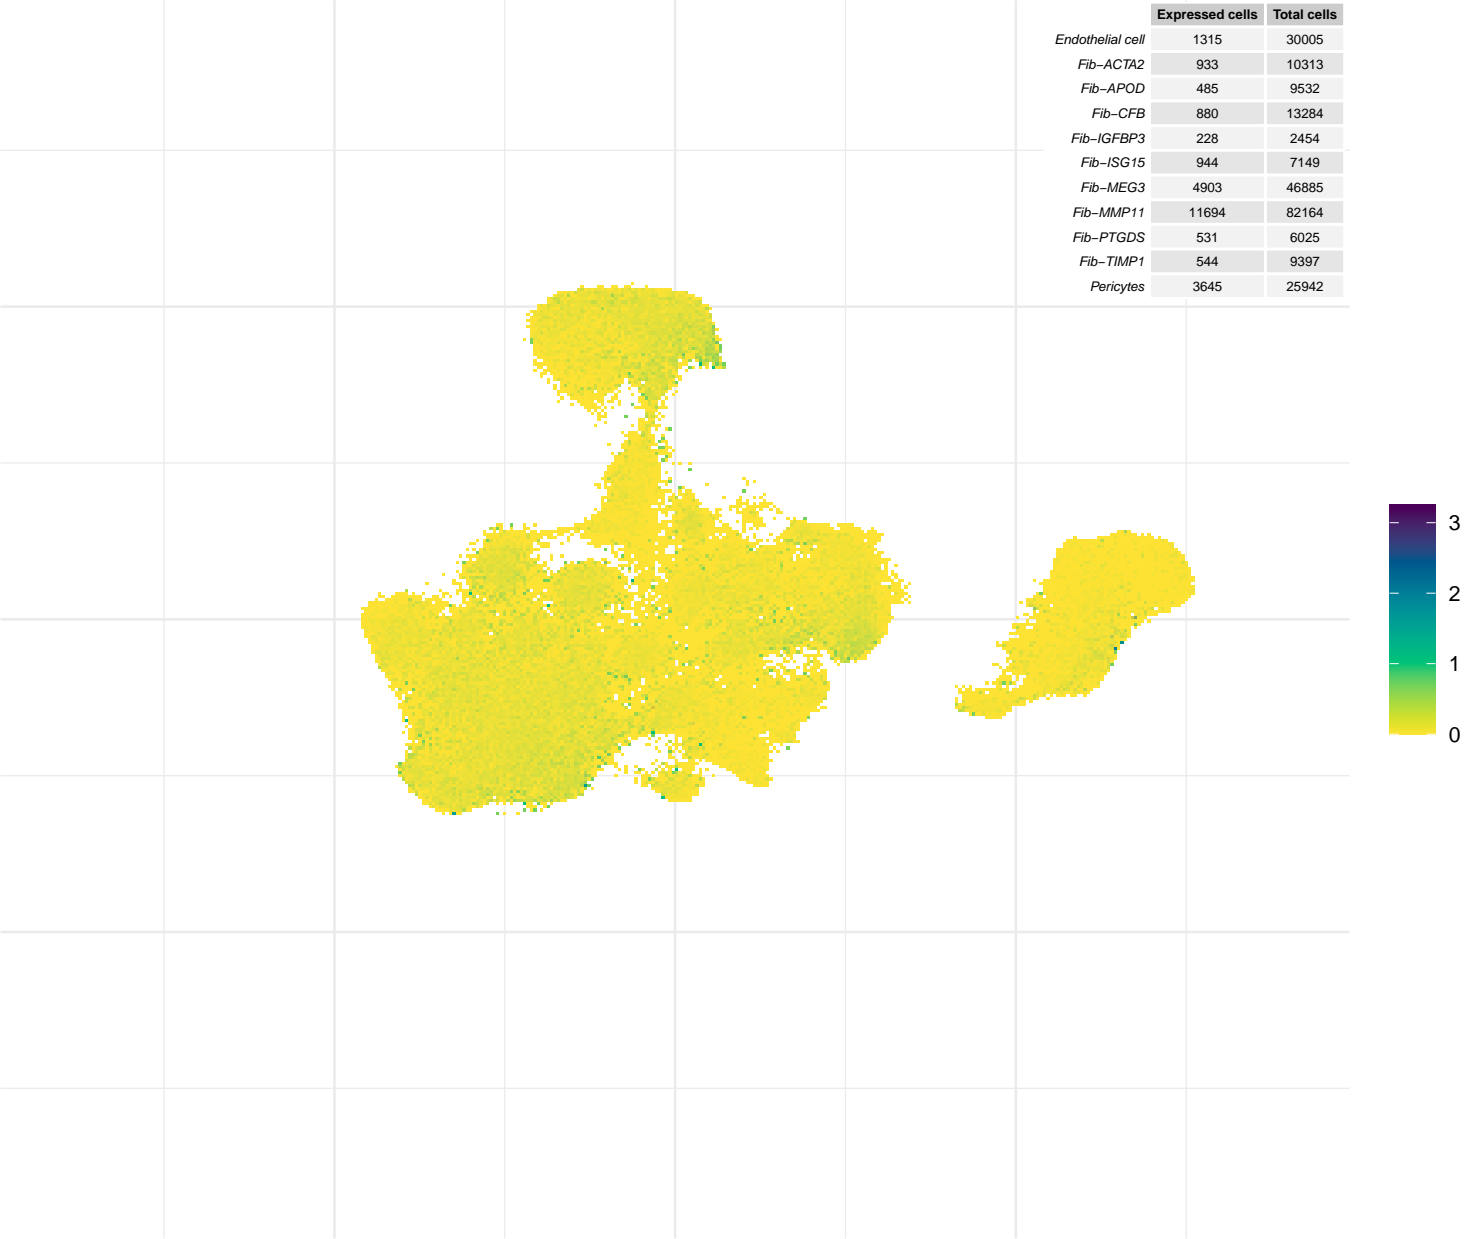 Expressed cells Total cells
Endothelial cell 1315 30005
Fib−ACTA2 933 10313
Fib−APOD 485 9532
Fib−CFB 880 13284
Fib−IGFBP3 228 2454
Fib−ISG15 944 7149
Fib−MEG3 4903 46885
Fib−MMP11 11694 82164
Fib−PTGDS 531 6025
Fib−TIMP1 544 9397
Pericytes 3645 25942
3
2
1
0